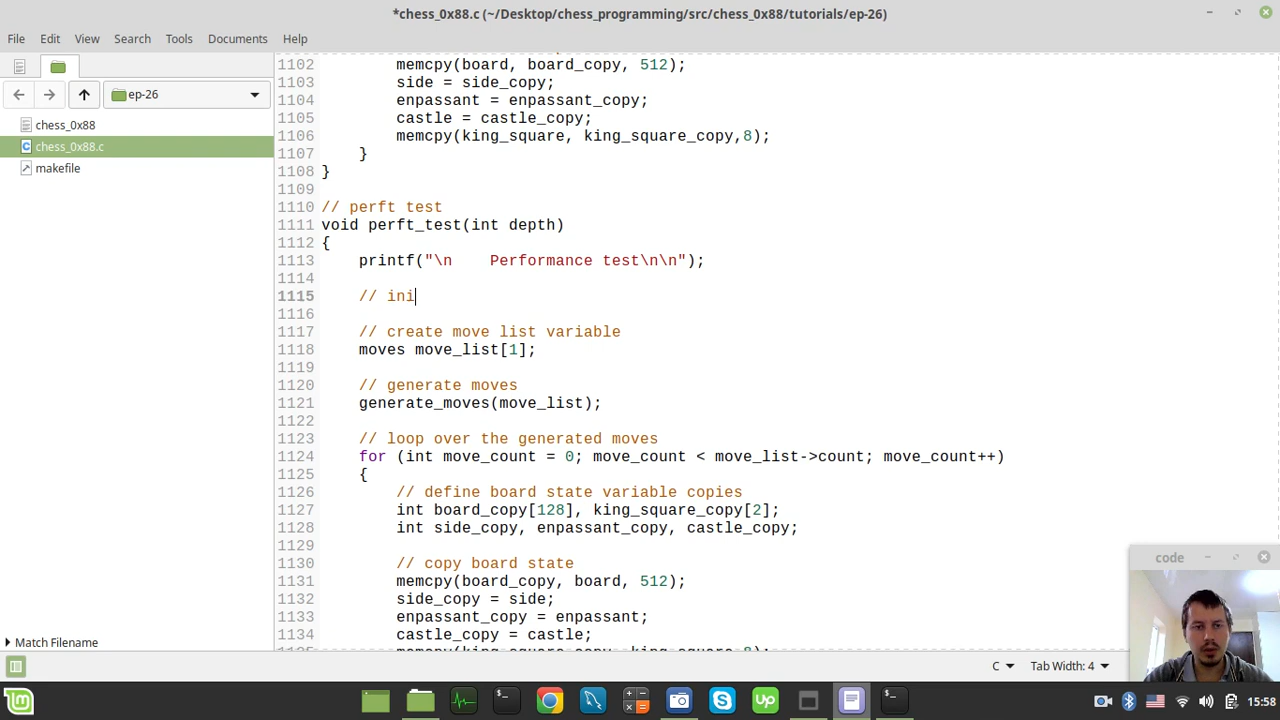 *chess_0x88.c (~/Desktop/chess_programming/src/chess_0x88/tutorials/ep-26)
File Edit View Search Tools Documents Help
ep-26
chess_0x88
chess_0x88.c
makefile
1102 memcpy(board, board_copy, 512);
1103 side = side_copy;
1104 enpassant = enpassant_copy;
1105 castle = castle_copy;
1106 memcpy(king_square, king_square_copy,8);
1107 }
1108 }
1109
1110 // perft test
1111 void perft_test(int depth)
1112 {
1113 printf("\n    Performance test\n\n");
1114
1115 // ini
1116
1117 // create move list variable
1118 moves move_list[1];
1119
1120 // generate moves
1121 generate_moves(move_list);
1122
1123 // loop over the generated moves
1124 for (int move_count = 0; move_count < move_list->count; move_count++)
1125 {
1126 // define board state variable copies
1127 int board_copy[128], king_square_copy[2];
1128 int side_copy, enpassant_copy, castle_copy;
1129
1130 // copy board state
1131 memcpy(board_copy, board, 512);
1132 side_copy = side;
1133 enpassant_copy = enpassant;
1134 castle_copy = castle;
code
Match Filename
C Tab Width: 4
Up
15:58